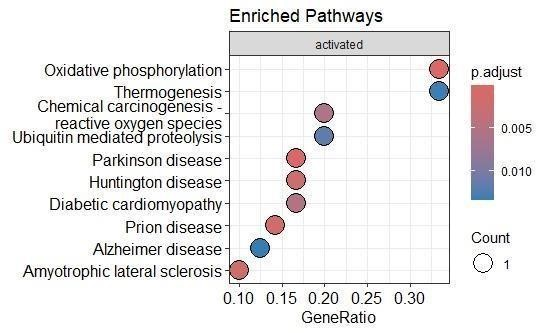 Enriched Pathways
activated
Oxidative phosphorylation
Thermogenesis
Chemical carcinogenesis -
reactive oxygen species
Ubiquitin mediated proteolysis
Parkinson disease
Huntington disease
Diabetic cardiomyopathy
Prion disease
Alzheimer disease
Amyotrophic lateral sclerosis
0.10 0.15 0.20 0.25 0.30
GeneRatio
p.adjust
0.005
0.010
Count
1